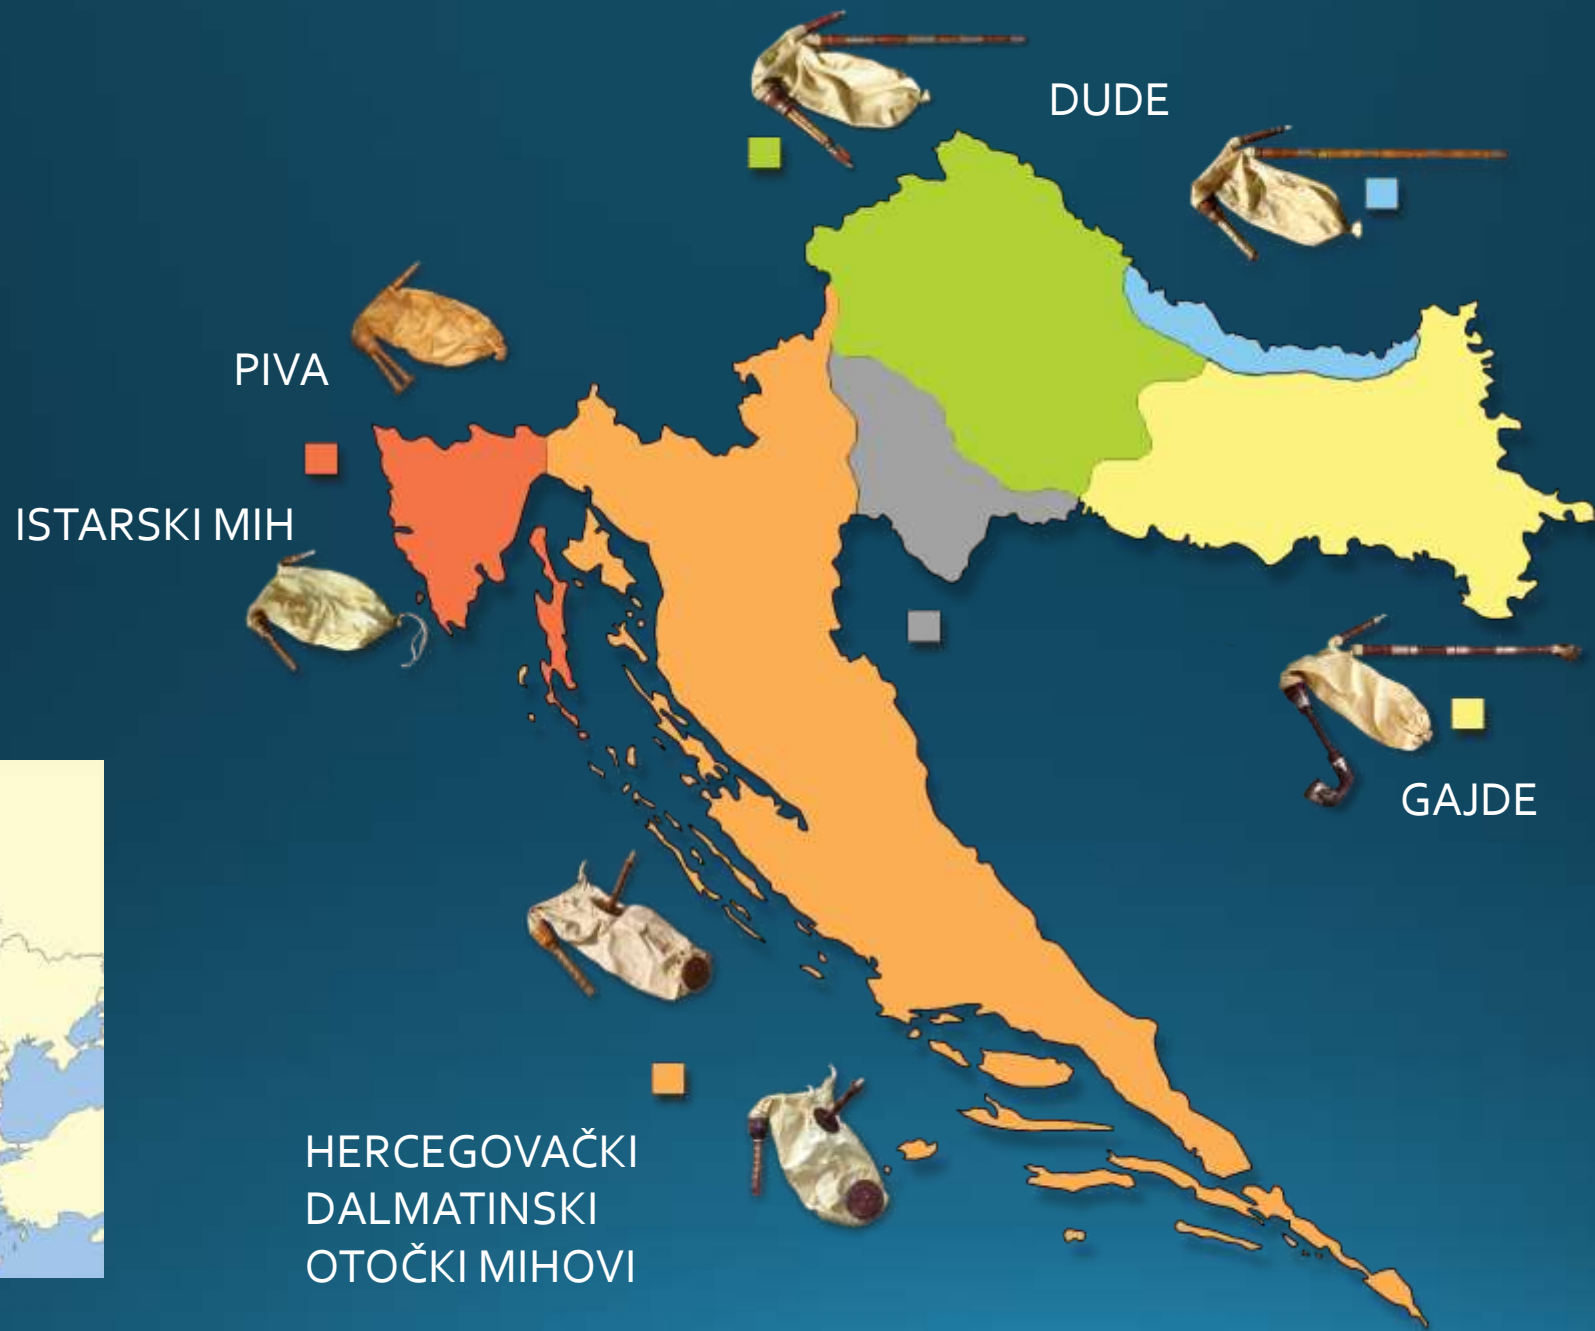 DUDE
PIVA
ISTARSKI MIH
GAJDE
HERCEGOVAČKI
DALMATINSKI
OTOČKI MIHOVI